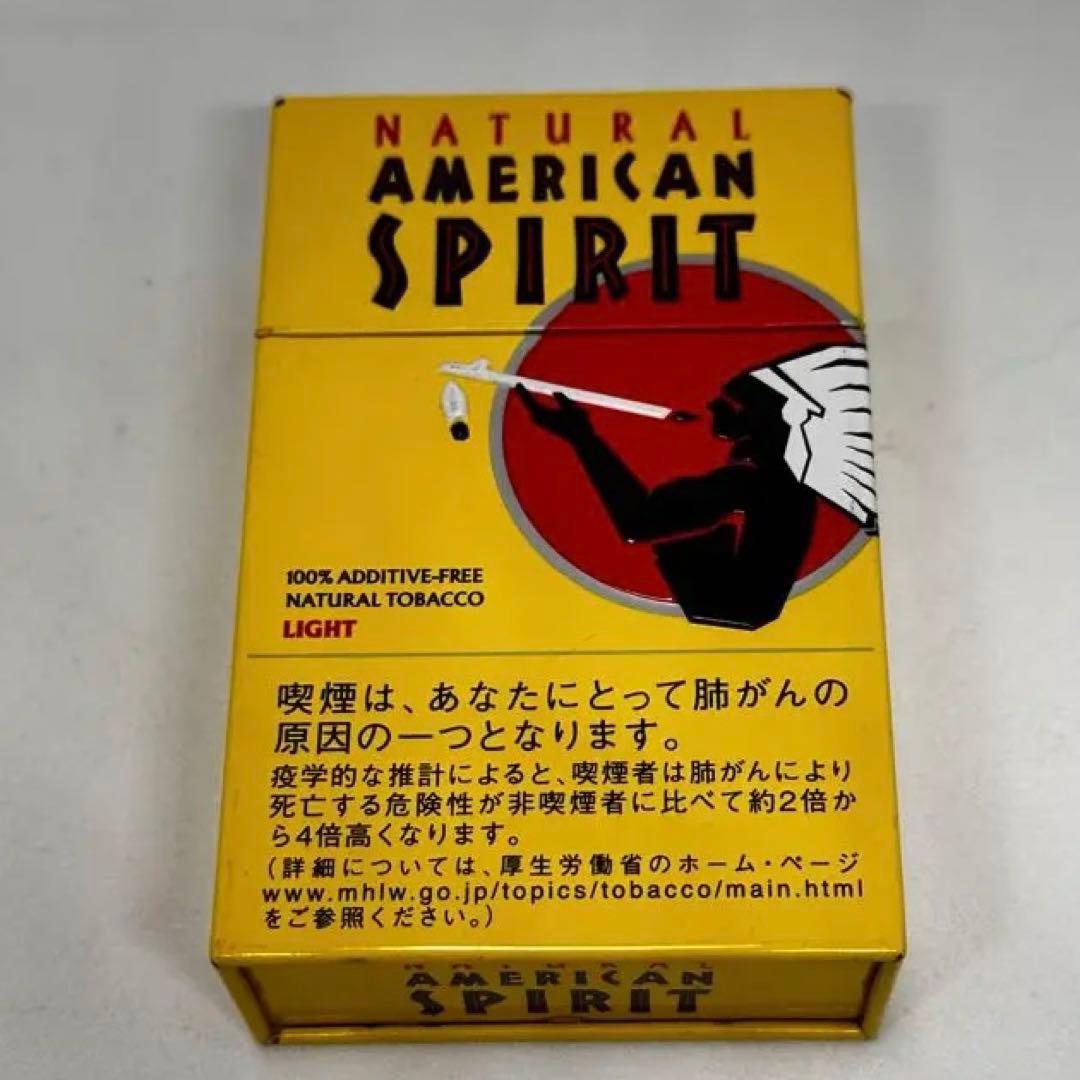 NATURAL
AMERICAN
SPIRIT
100% ADDITIVE-FREE
NATURAL TOBACCO
LIGHT
喫煙は、あなたにとって肺がんの
原因の一つとなります。
疫学的な推計によると、喫煙者は肺がんにより
死亡する危険性が非喫煙者に比べて約2倍か
ら4倍高くなります。
(詳細については、厚生労働省のホーム・ページ
www.mhlw.go.jp/topics/tobacco/main.html
をご参照ください。)
NATURAL
AMERICAN
SPIRIT